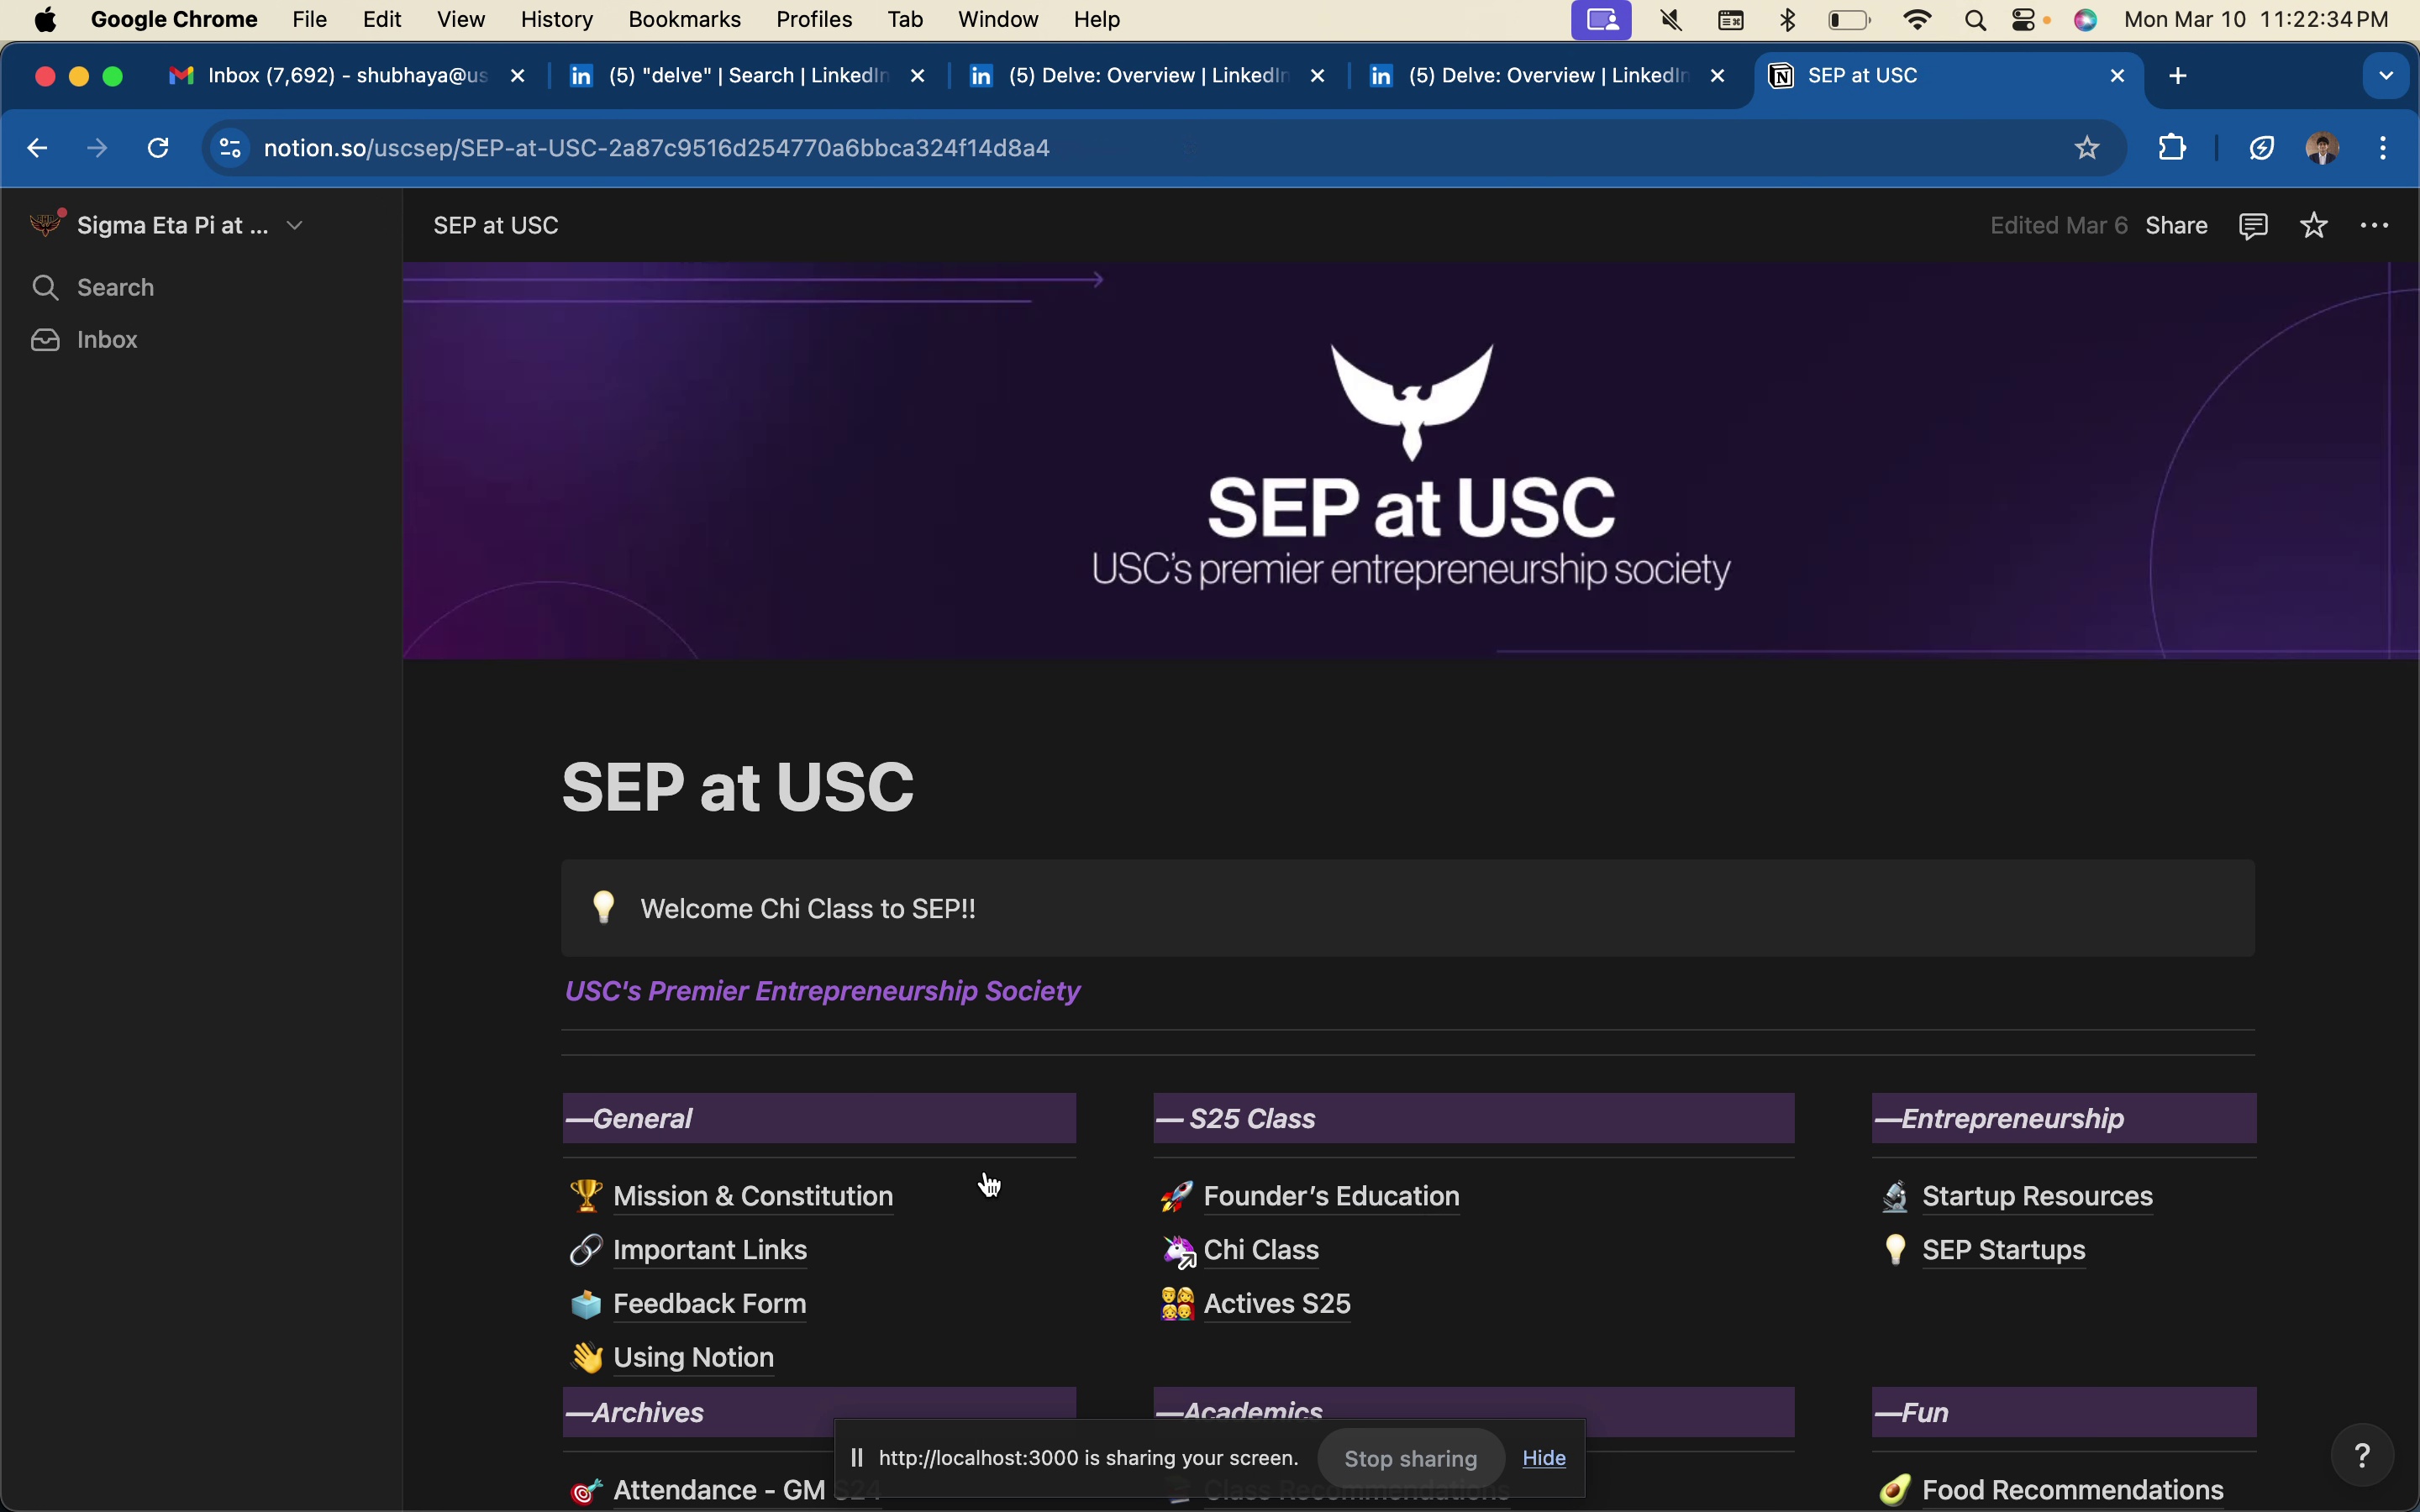 Google Chrome File Edit View History Bookmarks Profiles Tab Window Help Mon Mar 10 11:22:34 PM
Inbox (7,692) - shubhaya@us (5) "delve" | Search | LinkedIn (5) Delve: Overview | LinkedIn (5) Delve: Overview | LinkedIn SEP at USC
notion.so/uscsep/SEP-at-USC-2a87c9516d254770a6bbca324f14d8a4
Sigma Eta Pi at ... SEP at USC Edited Mar 6 Share
Search
Inbox
SEP at USC
USC's premier entrepreneurship society
SEP at USC
Welcome Chi Class to SEP!!
USC's Premier Entrepreneurship Society
—General — S25 Class —Entrepreneurship
Mission & Constitution Founder's Education Startup Resources
Important Links Chi Class SEP Startups
Feedback Form Actives S25
Using Notion
—Archives —Academics —Fun
http://localhost:3000 is sharing your screen. Stop sharing Hide
Attendance - GM S24 Class Recommendations Food Recommendations